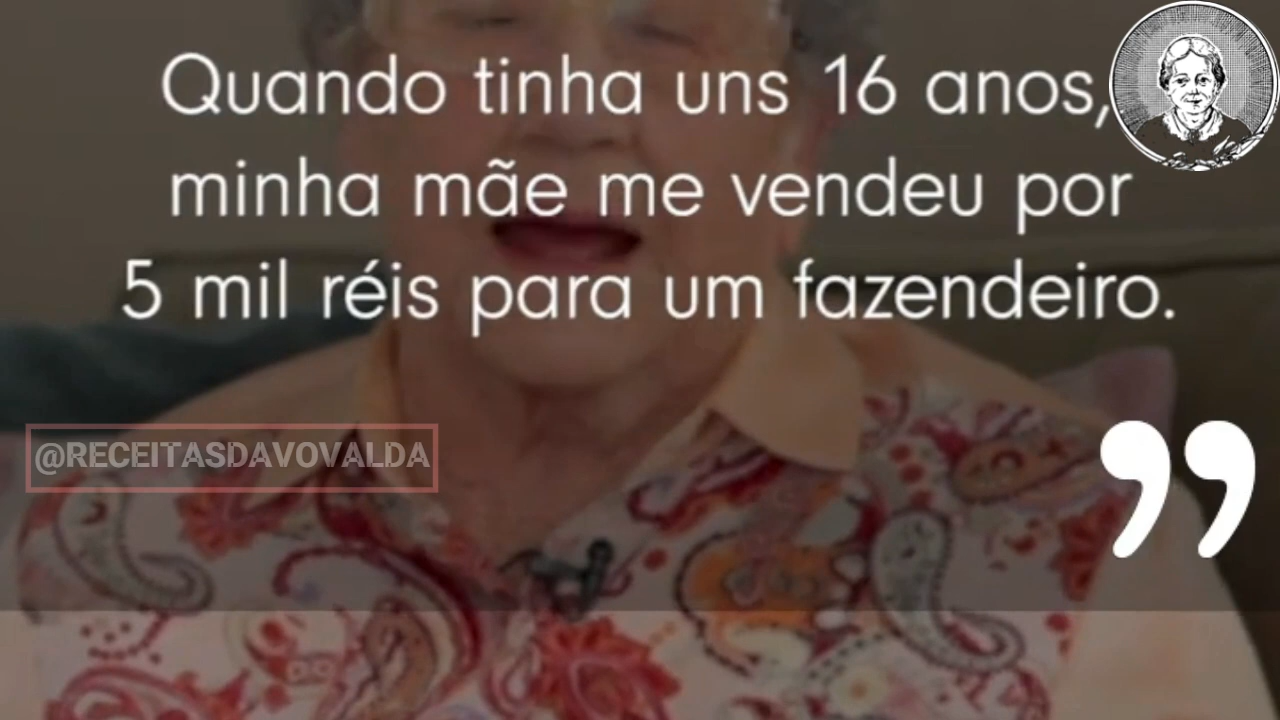 Quando tinha uns 16 anos,
minha mãe me vendeu por
5 mil réis para um fazendeiro.
”
@RECEITASDAVOVALDA